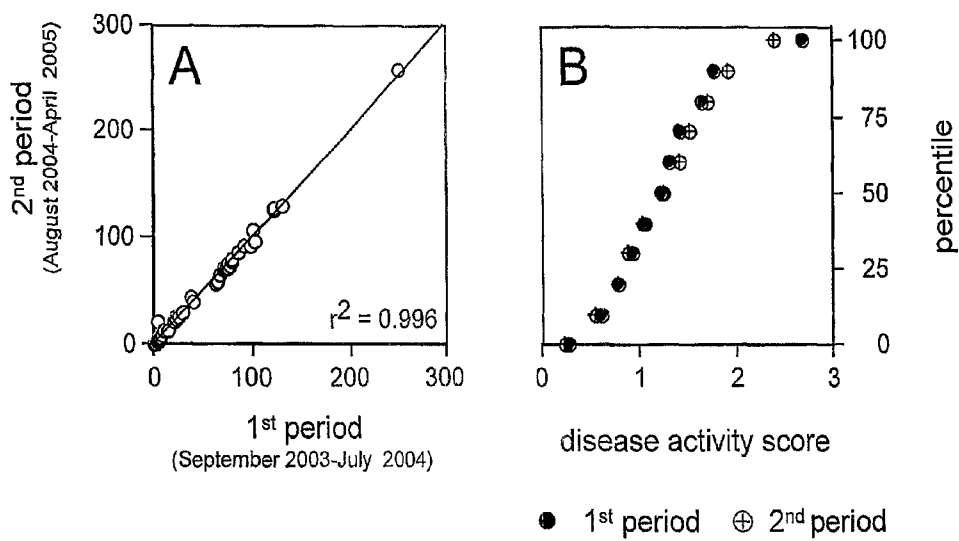 A
2nd period
(August 2004-April 2005)
300
200
100
0
r2 = 0.996
0 100 200 300
1st period
(September 2003-July 2004)
B
100
75
50
25
0
percentile
0 1 2 3
disease activity score
1st period 2nd period